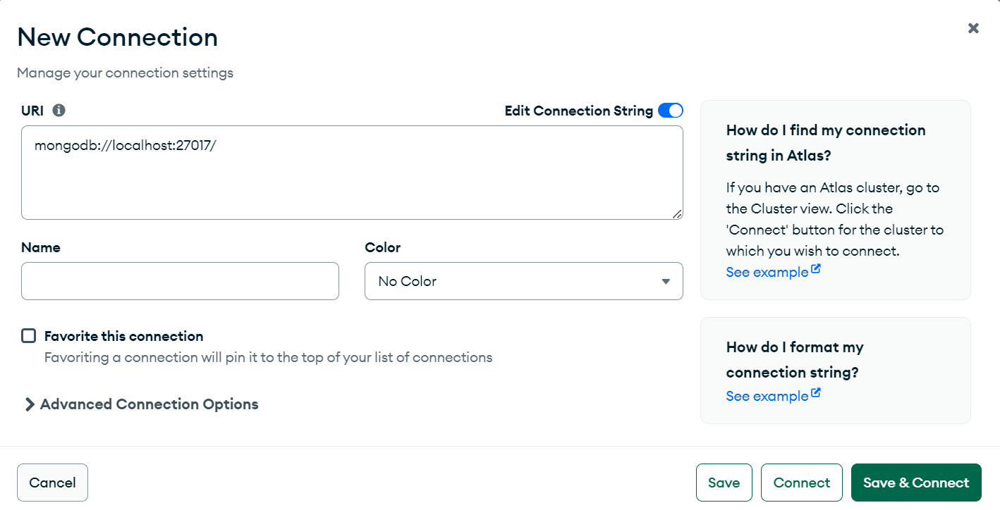 New Connection
Manage your connection settings
URI
Edit Connection String
mongodb://localhost:27017/
Name
Color
No Color
Favorite this connection
Favoriting a connection will pin it to the top of your list of connections
Advanced Connection Options
How do I find my connection
string in Atlas?
If you have an Atlas cluster, go to
the Cluster view. Click the
'Connect' button for the cluster to
which you wish to connect.
See example
How do I format my
connection string?
See example
Cancel
Save
Connect
Save & Connect